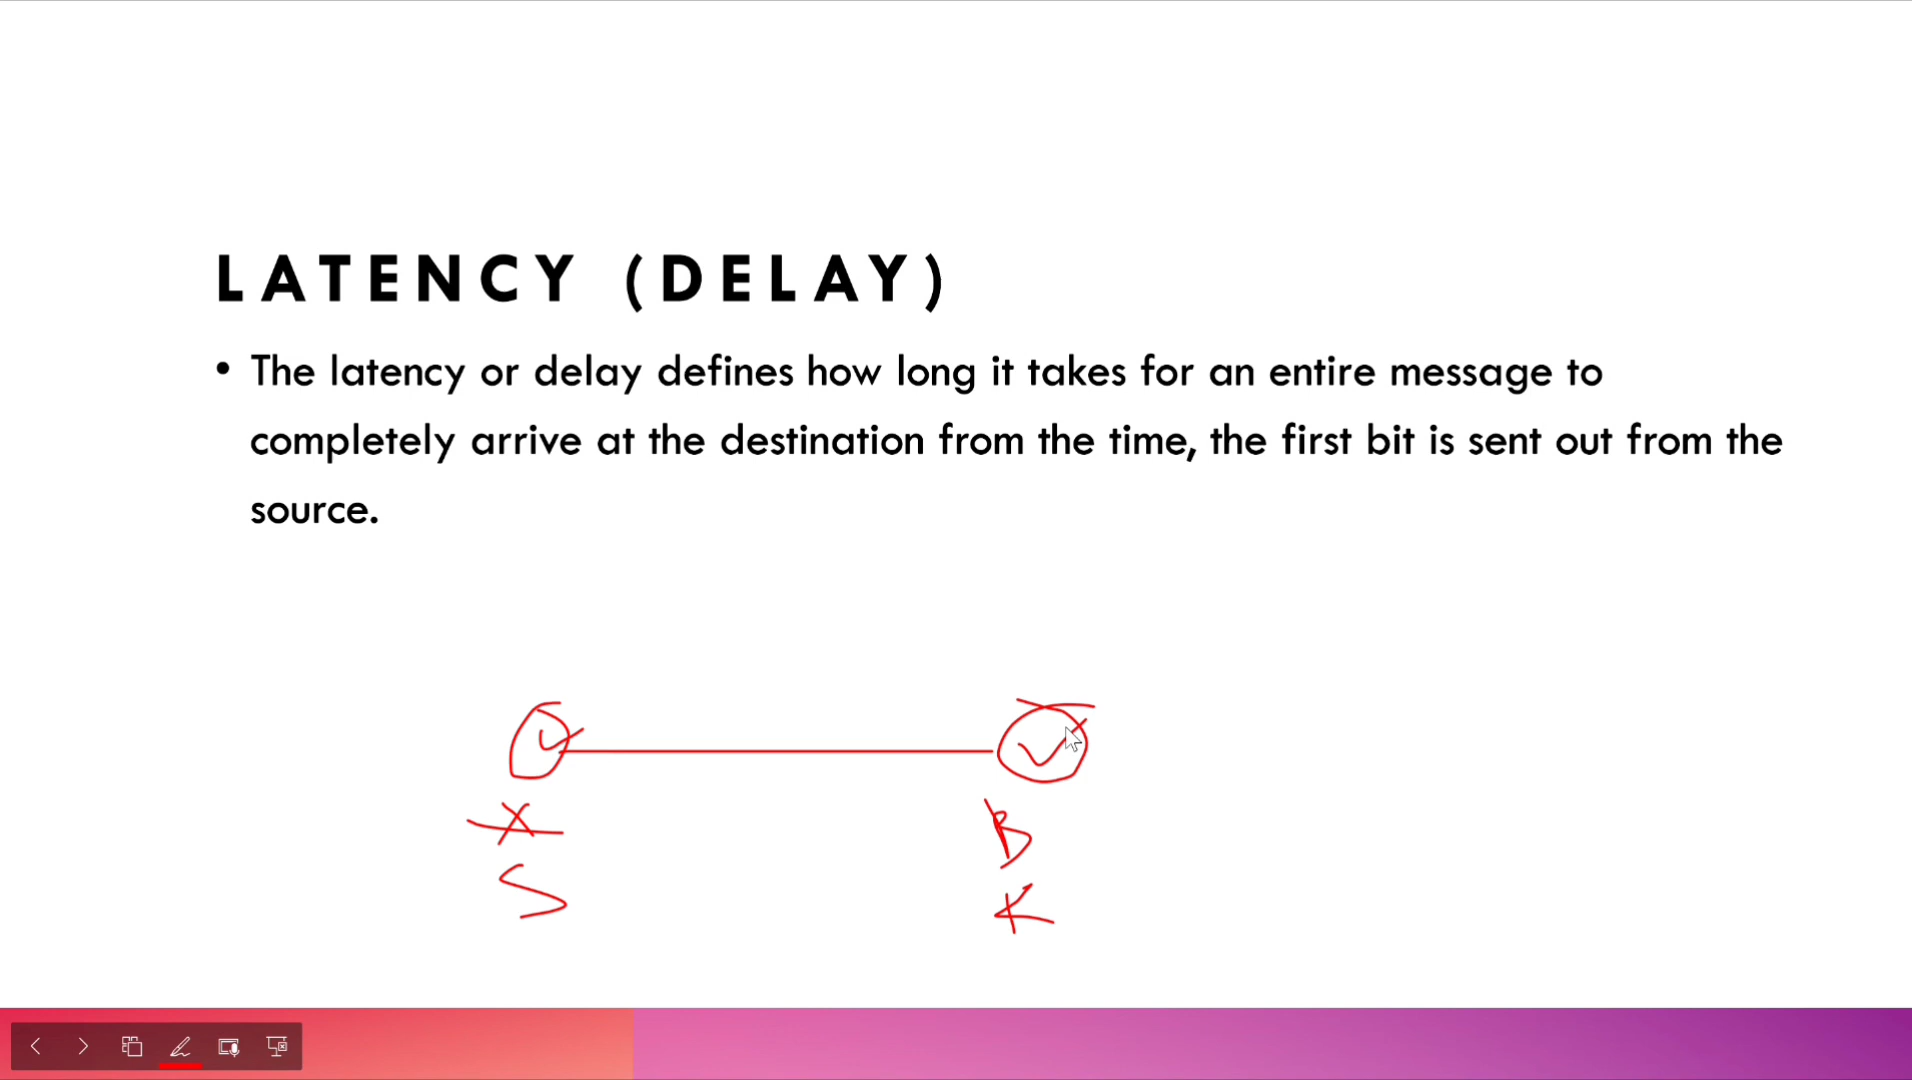 LATENCY (DELAY)
• The latency or delay defines how long it takes for an entire message to
completely arrive at the destination from the time, the first bit is sent out from the
source.
B
S
K